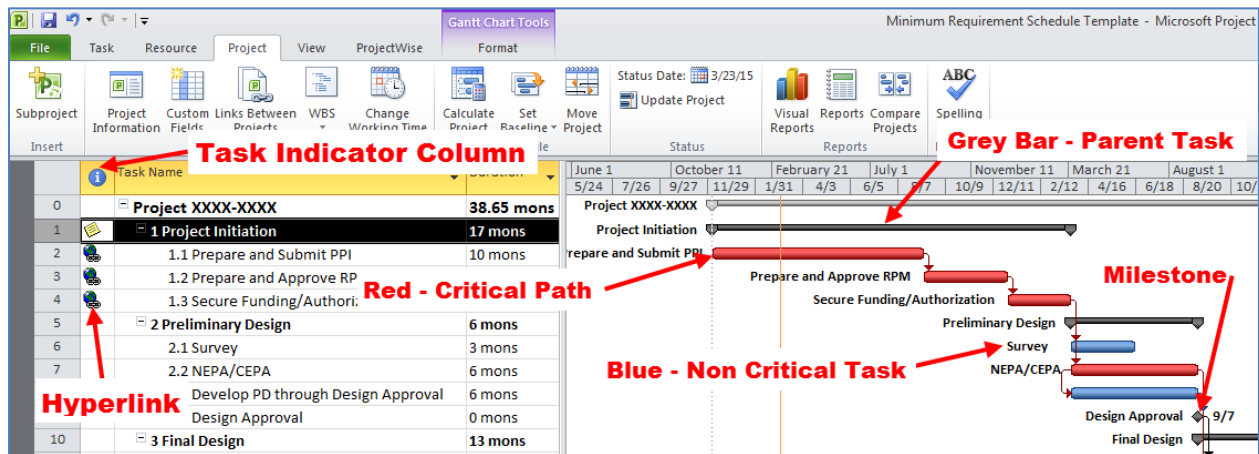 Gantt Chart Tools
Minimum Requirement Schedule Template - Microsoft Project
File Task Resource Project View ProjectWise Format
Subproject
Project Information
Custom Fields
Links Between Projects
WBS
Change Working Time
Calculate Project
Set Baseline
Move Project
Status Date: 3/23/15
Update Project
Visual Reports
Reports
Compare Projects
ABC
Spelling
Insert
Status
Reports
Task Indicator Column
Grey Bar - Parent Task
Task Name
Duration
June 1 October 11 February 21 July 1 November 11 March 21 August 1
5/24 7/26 9/27 11/29 1/31 4/3 6/5 8/7 10/9 12/11 2/12 4/16 6/18 8/20 10/
0 Project XXXX-XXXX 38.65 mons Project XXXX-XXXX
1 1 Project Initiation 17 mons Project Initiation
2 1.1 Prepare and Submit PPI 10 mons repare and Submit PPI
3 1.2 Prepare and Approve RP Prepare and Approve RPM
Red - Critical Path
Milestone
4 1.3 Secure Funding/Authoriz Secure Funding/Authorization
5 2 Preliminary Design 6 mons Preliminary Design
6 2.1 Survey 3 mons Survey
7 2.2 NEPA/CEPA 6 mons NEPA/CEPA
Blue - Non Critical Task
Hyperlink
Develop PD through Design Approval 6 mons
Design Approval 0 mons Design Approval 9/7
10 3 Final Design 13 mons Final Design